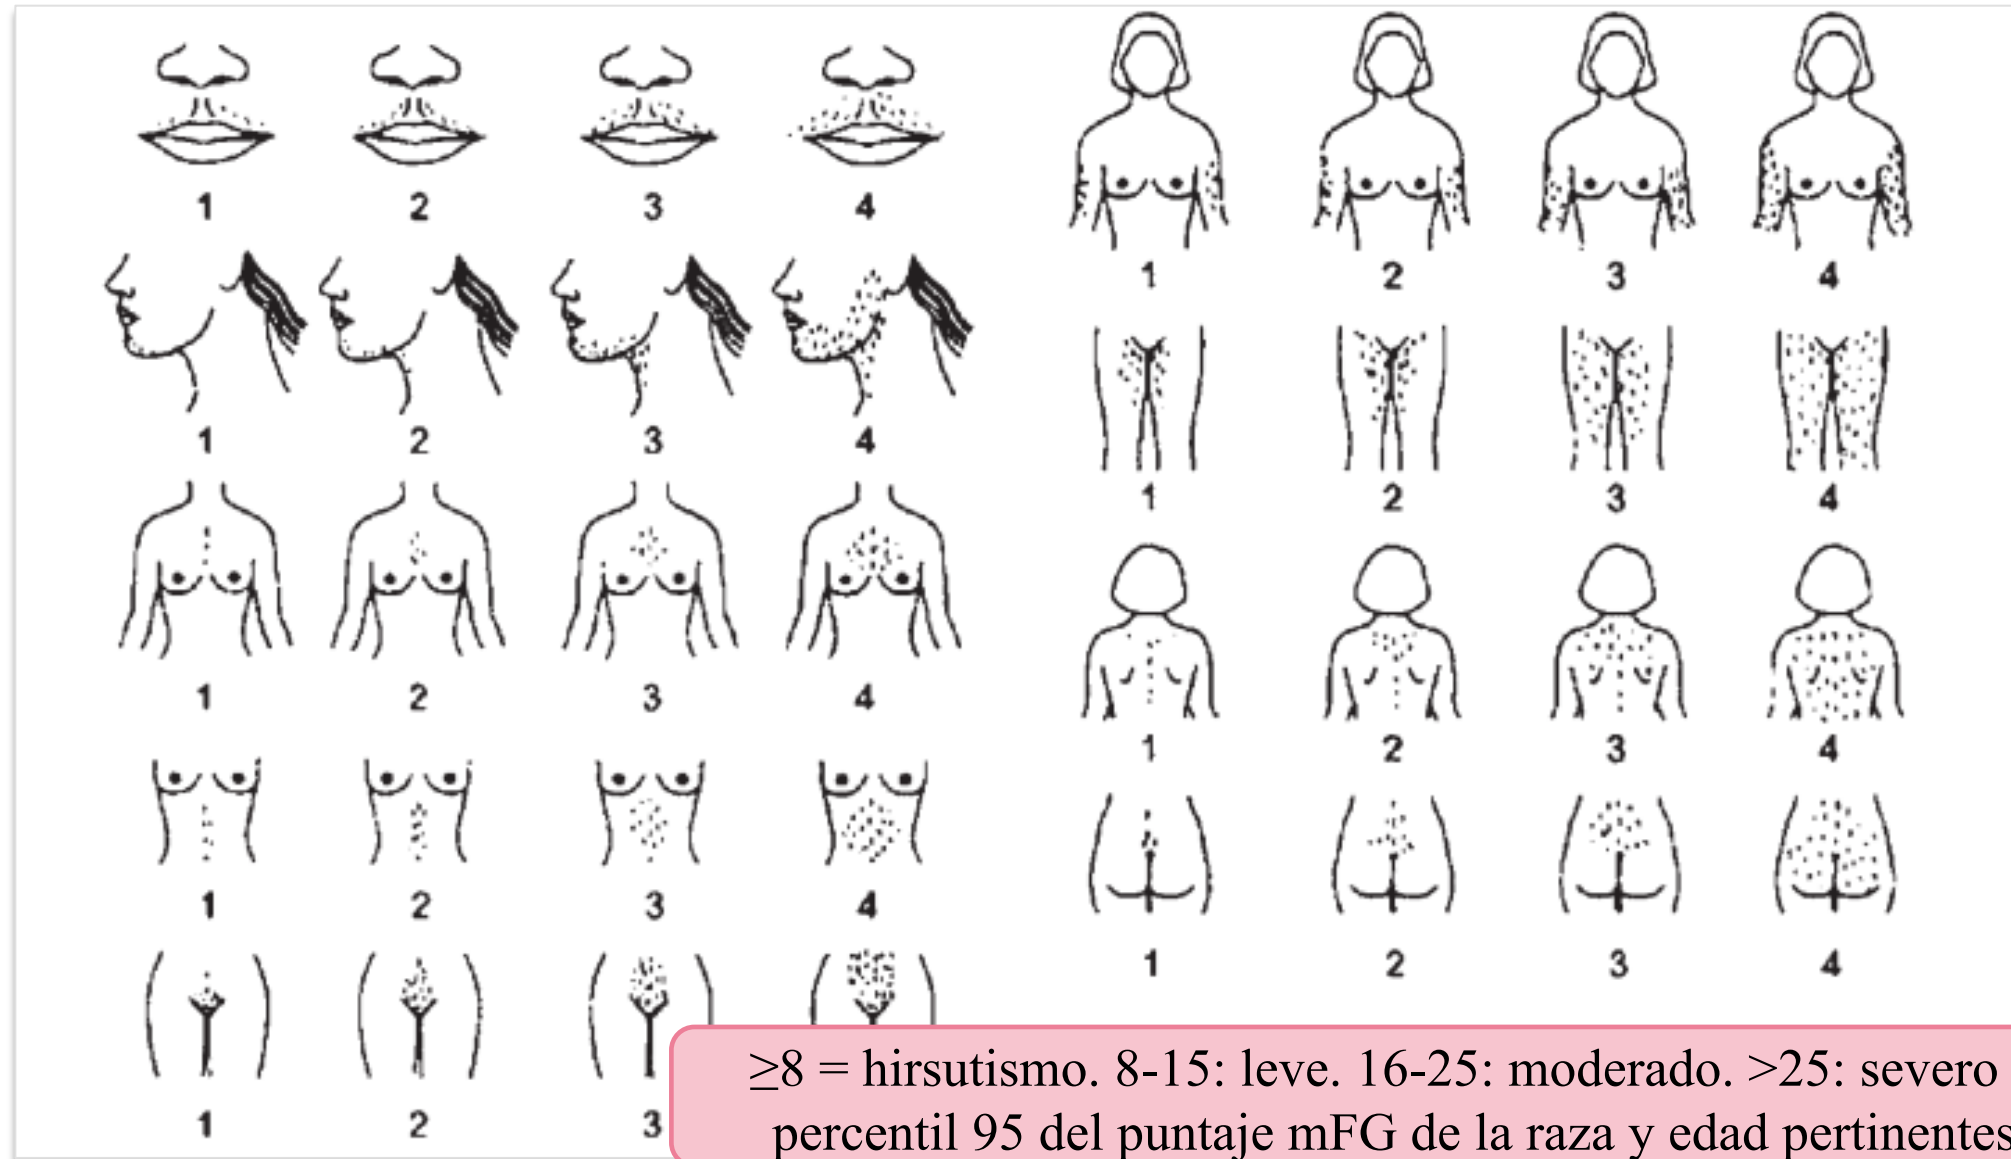 1 2 3 4
1 2 3 4
1 2 3 4
1 2 3 4
1 2 3
1 2 3 4
1 2 3 4
1 2 3 4
1 2 3 4
≥8 = hirsutismo. 8-15: leve. 16-25: moderado. >25: severo
percentil 95 del puntaje mFG de la raza y edad pertinentes